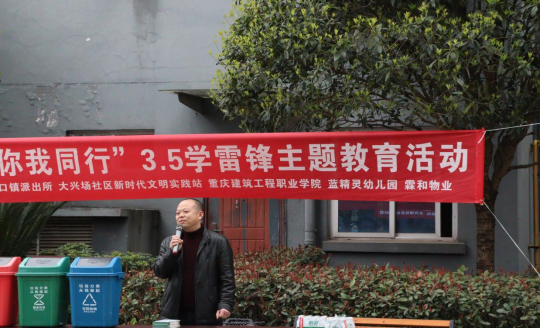 你我同行”3.5学雷锋主题教育活动
口镇派出所 大兴场社区新时代文明实践站 重庆建筑工程职业学院 蓝精灵幼儿园 霖和物业